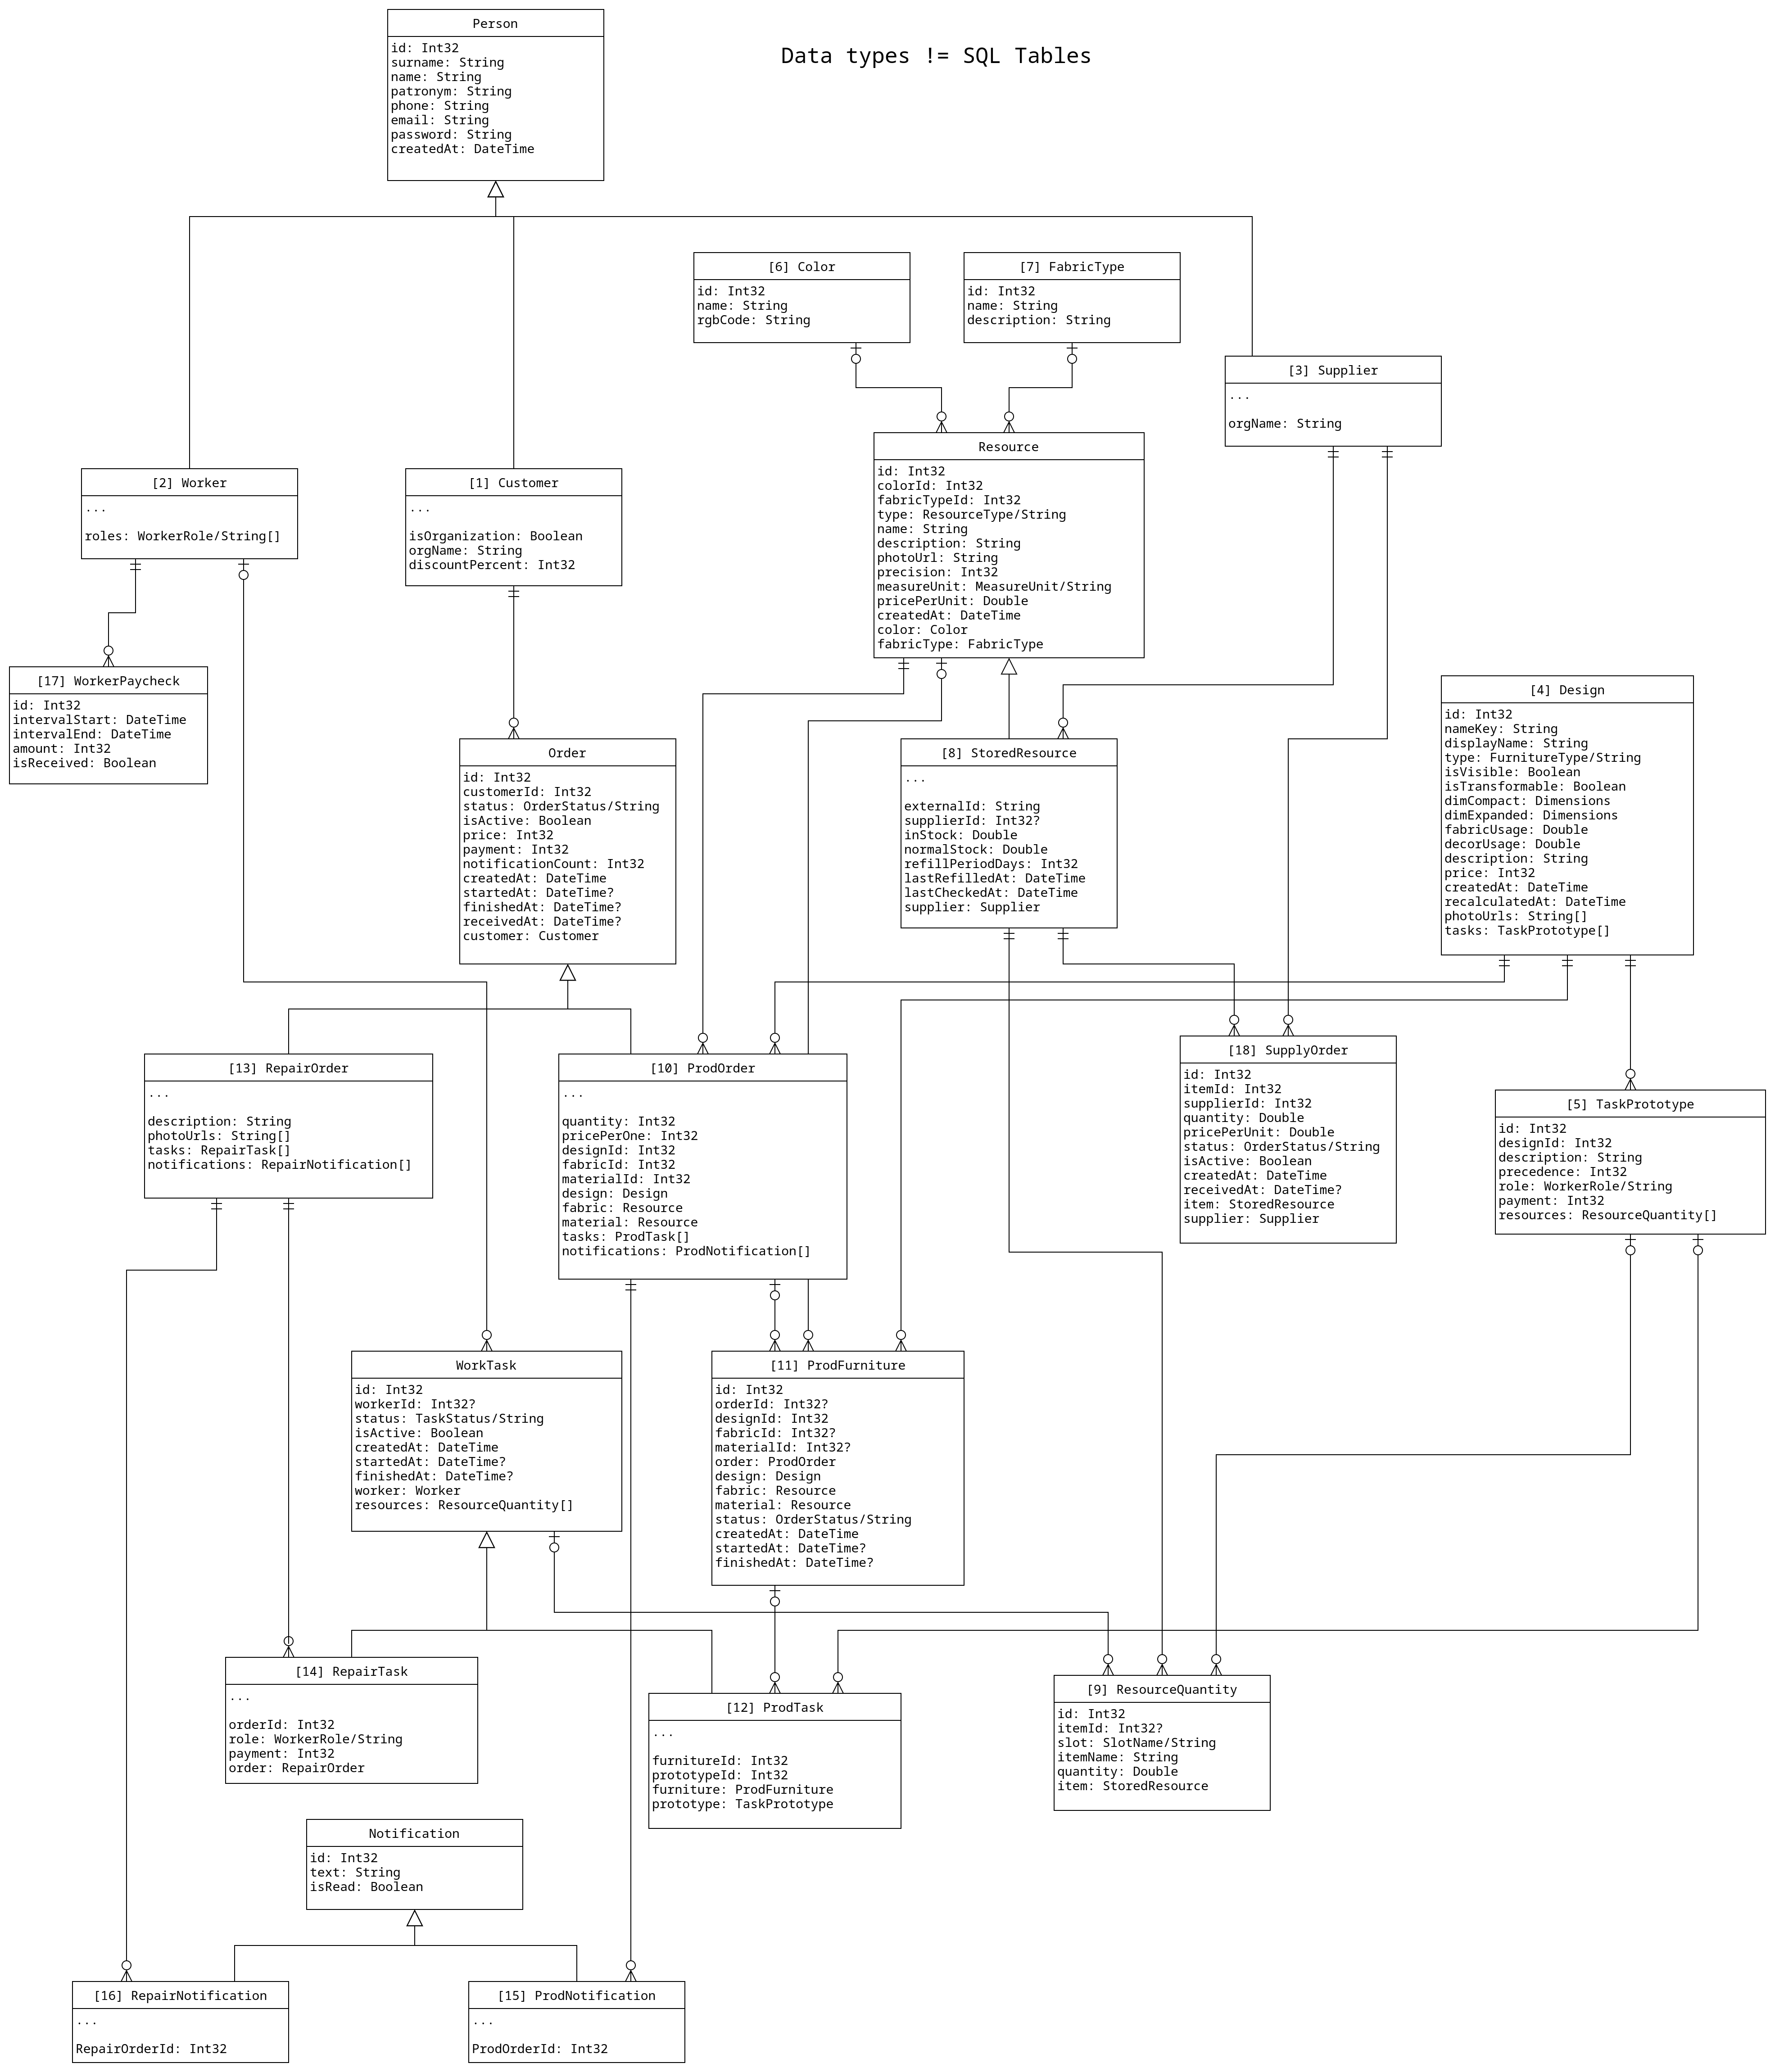 Person
id: Int32
surname: String
name: String
patronym: String
phone: String
email: String
password: String
createdAt: DateTime
Data types != SQL Tables
[6] Color
id: Int32
name: String
rgbCode: String
[7] FabricType
id: Int32
name: String
description: String
[3] Supplier
...
orgName: String
[2] Worker
...
roles: WorkerRole/String[]
[1] Customer
...
isOrganization: Boolean
orgName: String
discountPercent: Int32
Resource
id: Int32
colorId: Int32
fabricTypeId: Int32
type: ResourceType/String
name: String
description: String
photoUrl: String
precision: Int32
measureUnit: MeasureUnit/String
pricePerUnit: Double
createdAt: DateTime
color: Color
fabricType: FabricType
[17] WorkerPaycheck
id: Int32
intervalStart: DateTime
intervalEnd: DateTime
amount: Int32
isReceived: Boolean
Order
id: Int32
customerId: Int32
status: OrderStatus/String
isActive: Boolean
price: Int32
payment: Int32
notificationCount: Int32
createdAt: DateTime
startedAt: DateTime?
finishedAt: DateTime?
receivedAt: DateTime?
customer: Customer
[8] StoredResource
...
externalId: String
supplierId: Int32?
inStock: Double
normalStock: Double
refillPeriodDays: Int32
lastRefilledAt: DateTime
lastCheckedAt: DateTime
supplier: Supplier
[4] Design
id: Int32
nameKey: String
displayName: String
type: FurnitureType/String
isVisible: Boolean
isTransformable: Boolean
dimCompact: Dimensions
dimExpanded: Dimensions
fabricUsage: Double
decorUsage: Double
description: String
price: Int32
createdAt: DateTime
recalculatedAt: DateTime
photoUrls: String[]
tasks: TaskPrototype[]
[13] RepairOrder
...
description: String
photoUrls: String[]
tasks: RepairTask[]
notifications: RepairNotification[]
[10] ProdOrder
...
quantity: Int32
pricePerOne: Int32
designId: Int32
fabricId: Int32
materialId: Int32
design: Design
fabric: Resource
material: Resource
tasks: ProdTask[]
notifications: ProdNotification[]
[18] SupplyOrder
id: Int32
itemId: Int32
supplierId: Int32
quantity: Double
pricePerUnit: Double
status: OrderStatus/String
isActive: Boolean
createdAt: DateTime
receivedAt: DateTime?
item: StoredResource
supplier: Supplier
[5] TaskPrototype
id: Int32
designId: Int32
description: String
precedence: Int32
role: WorkerRole/String
payment: Int32
resources: ResourceQuantity[]
WorkTask
id: Int32
workerId: Int32?
status: TaskStatus/String
isActive: Boolean
createdAt: DateTime
startedAt: DateTime?
finishedAt: DateTime?
worker: Worker
resources: ResourceQuantity[]
[11] ProdFurniture
id: Int32
orderId: Int32?
designId: Int32
fabricId: Int32?
materialId: Int32?
order: ProdOrder
design: Design
fabric: Resource
material: Resource
status: OrderStatus/String
createdAt: DateTime
startedAt: DateTime?
finishedAt: DateTime?
[14] RepairTask
...
orderId: Int32
role: WorkerRole/String
payment: Int32
order: RepairOrder
[12] ProdTask
...
furnitureId: Int32
prototypeId: Int32
furniture: ProdFurniture
prototype: TaskPrototype
[9] ResourceQuantity
id: Int32
itemId: Int32?
slot: SlotName/String
itemName: String
quantity: Double
item: StoredResource
Notification
id: Int32
text: String
isRead: Boolean
[16] RepairNotification
...
RepairOrderId: Int32
[15] ProdNotification
...
ProdOrderId: Int32